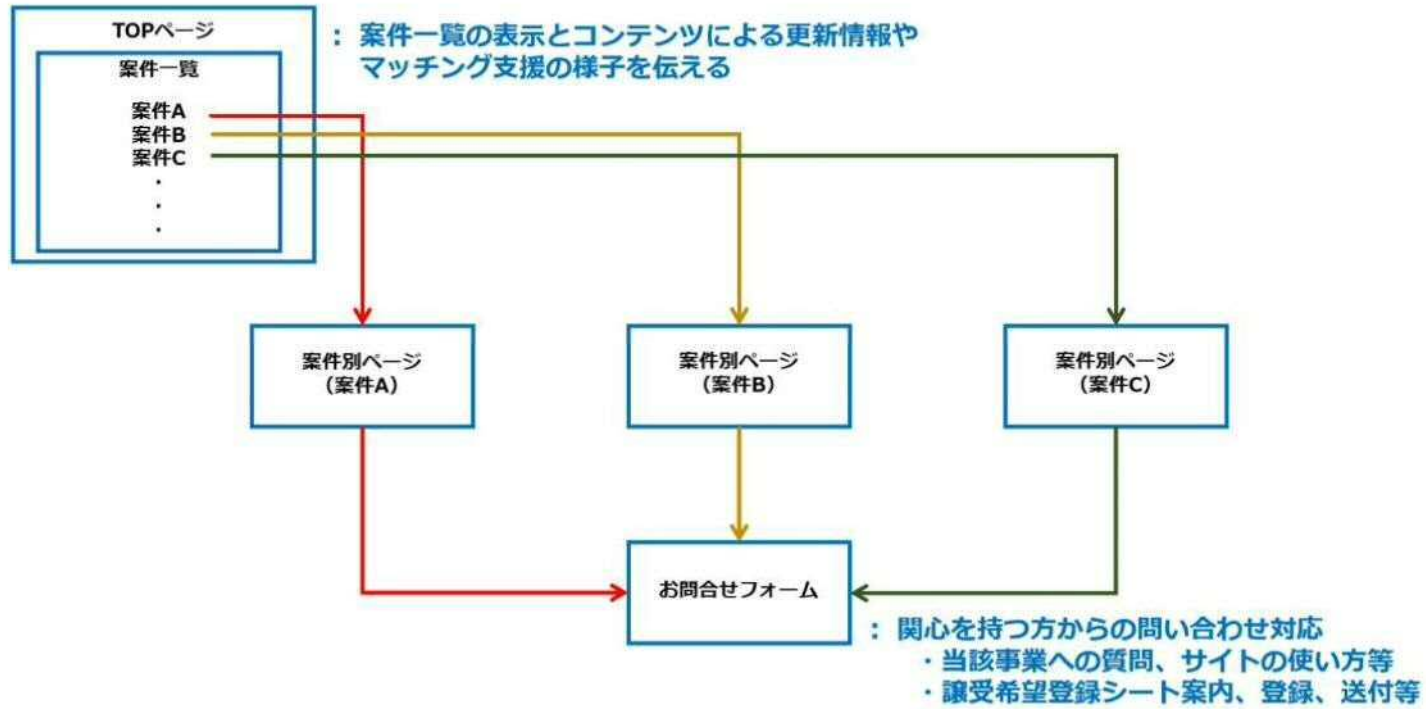 TOPページ
案件一覧
案件A
案件B
案件C
・
・
・
： 案件一覧の表示とコンテンツによる更新情報や
マッチング支援の様子を伝える
案件別ページ
（案件A）
案件別ページ
（案件B）
案件別ページ
（案件C）
お問合せフォーム
： 関心を持つ方からの問い合わせ対応
・当該事業への質問、サイトの使い方等
・譲受希望登録シート案内、登録、送付等